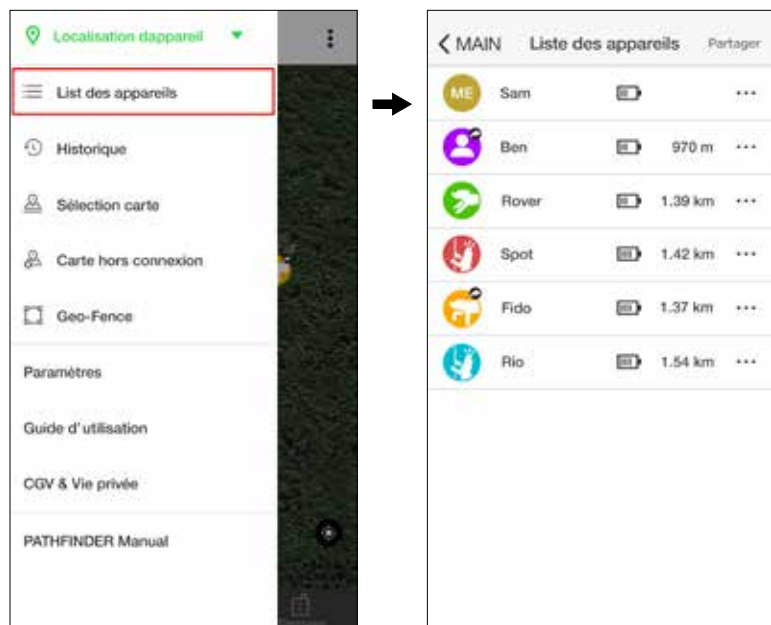 Localisation dappareil
List des appareils
Historique
Sélection carte
Carte hors connexion
Geo-Fence
Paramètres
Guide d'utilisation
CGV & Vie privée
PATHFINDER Manual
MAIN Liste des appareils Partager
ME Sam
Ben 970 m
Rover 1.39 km
Spot 1.42 km
Fido 1.37 km
Rio 1.54 km